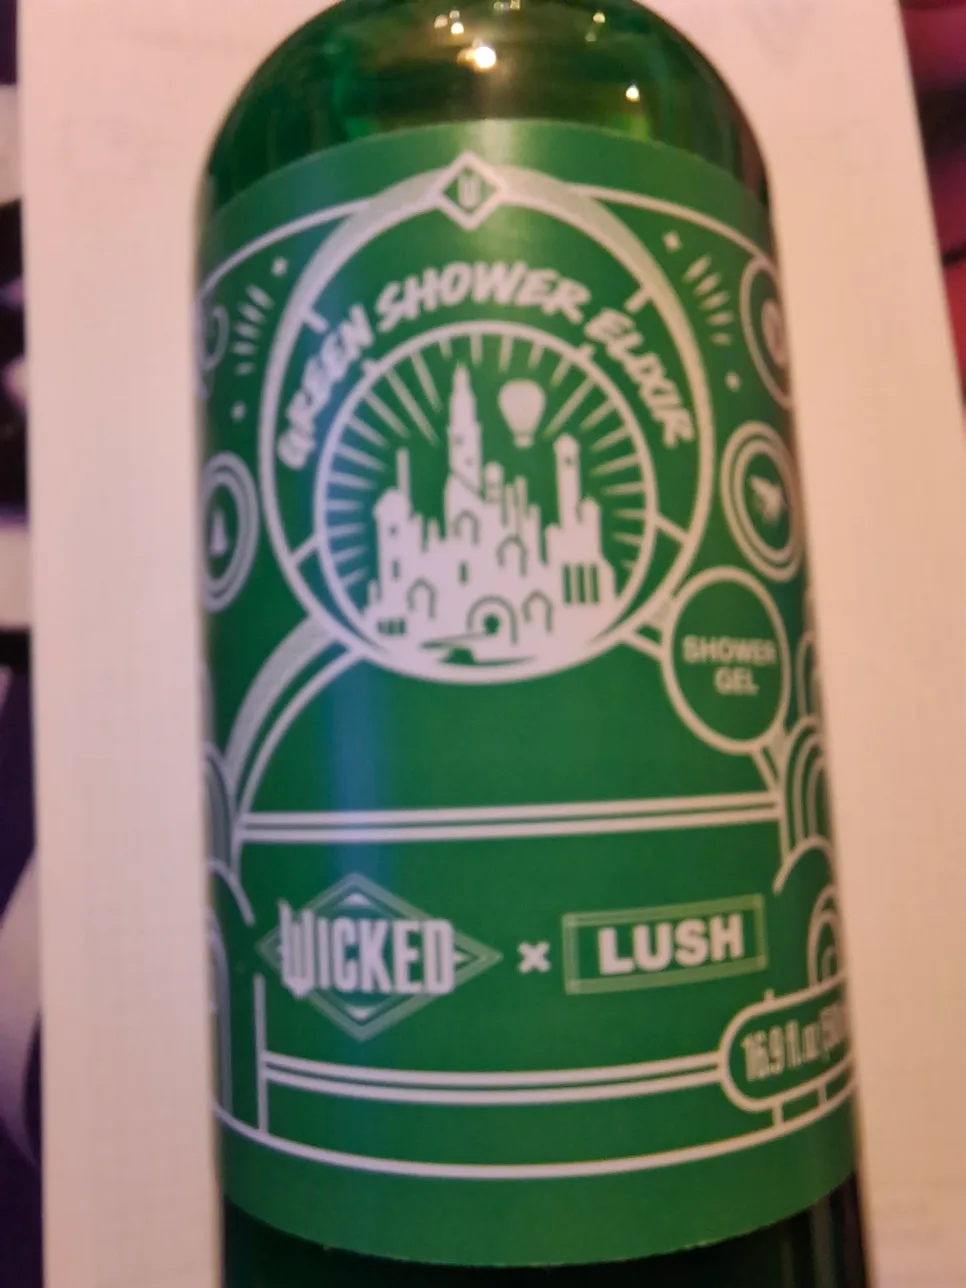 GREEN SHOWER ELIXIR
SHOWER
GEL
WICKED x LUSH
16.9 fl.oz